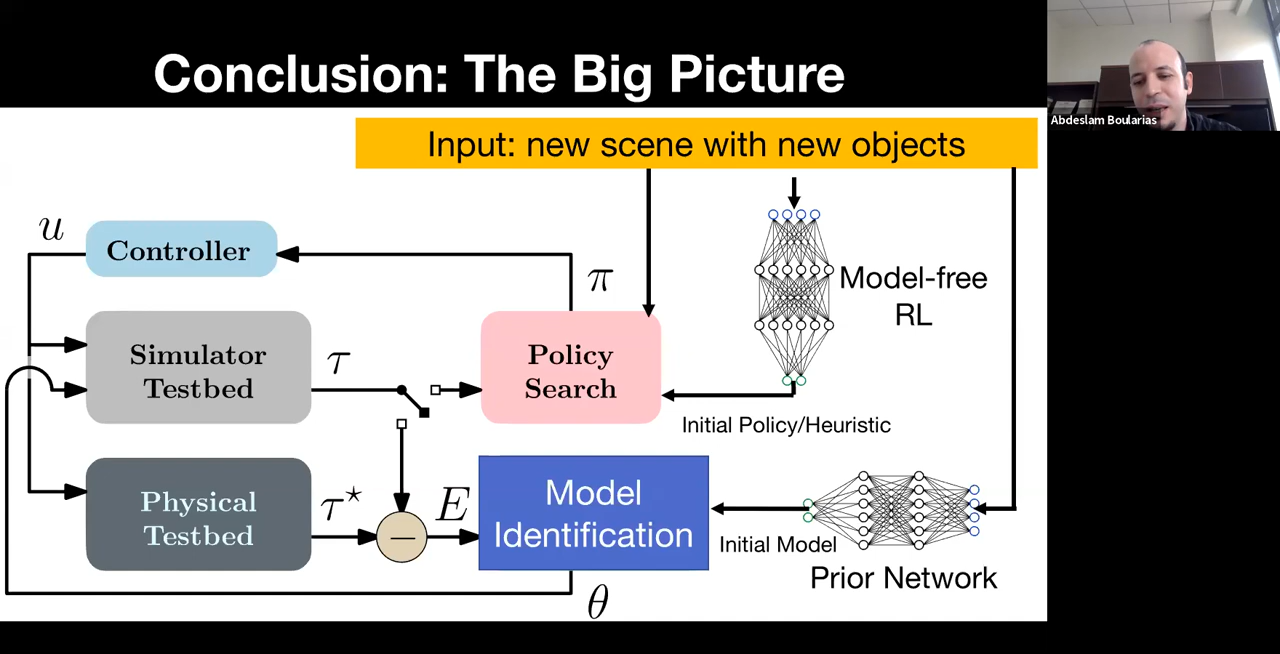 Conclusion: The Big Picture
Abdeslam Boularias
Input: new scene with new objects
u
Controller
π
Model-free
RL
Simulator
Testbed
τ
Policy
Search
Initial Policy/Heuristic
Physical
Testbed
τ⋆
−
E
Model
Identification
Initial Model
Prior Network
θ